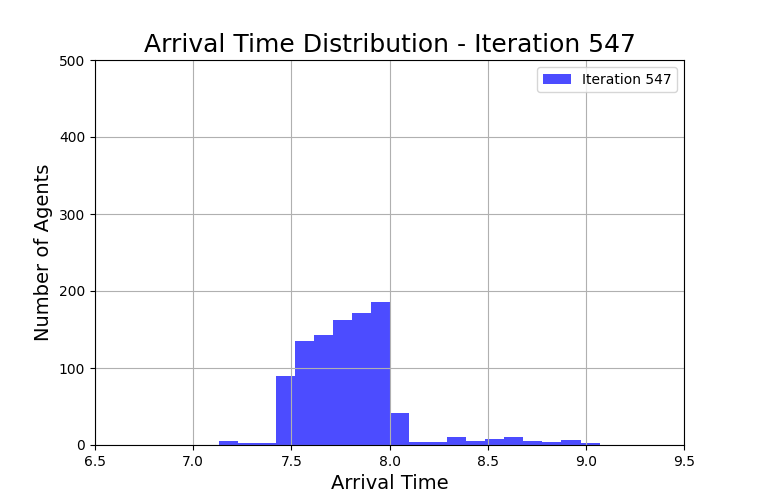 Arrival Time Distribution - Iteration 547
Iteration 547
500
400
300
200
100
0
Number of Agents
6.5 7.0 7.5 8.0 8.5 9.0 9.5
Arrival Time